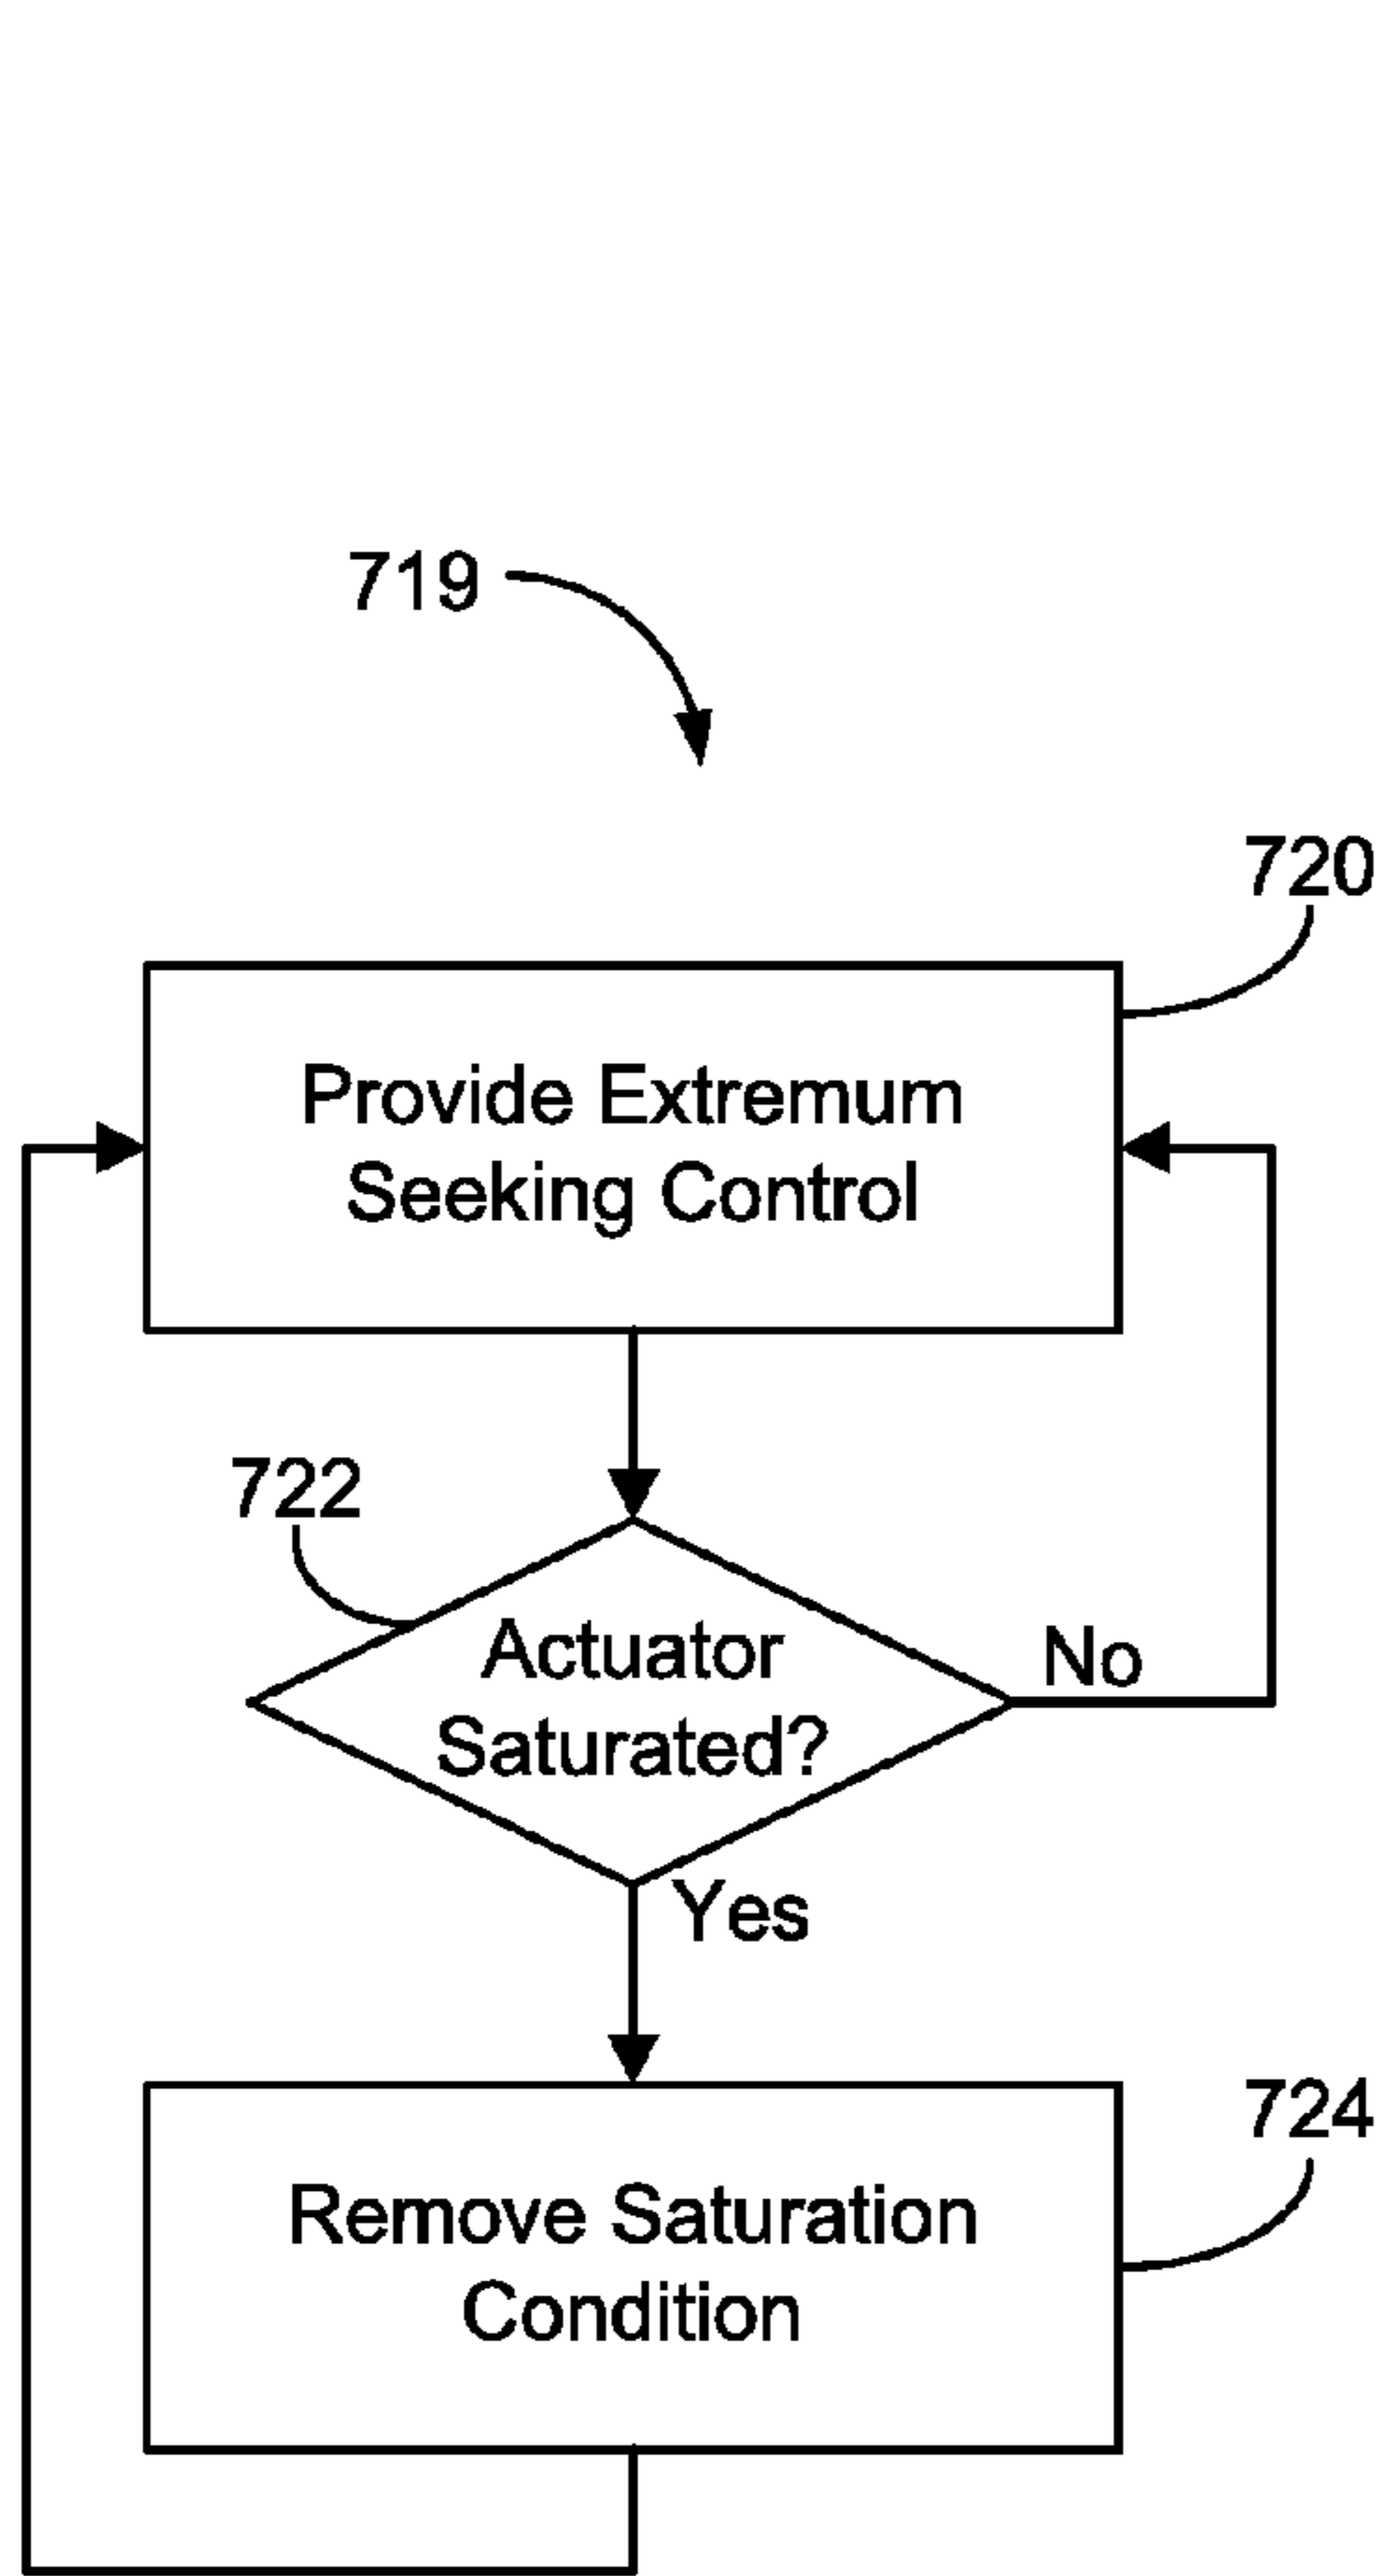 719
720
Provide Extremum
Seeking Control
722
Actuator
Saturated?
No
Yes
724
Remove Saturation
Condition